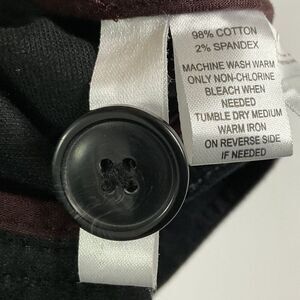 98% COTTON
2% SPANDEX
MACHINE WASH WARM
ONLY NON-CHLORINE
BLEACH WHEN
NEEDED
TUMBLE DRY MEDIUM
WARM IRON
ON REVERSE SIDE
IF NEEDED